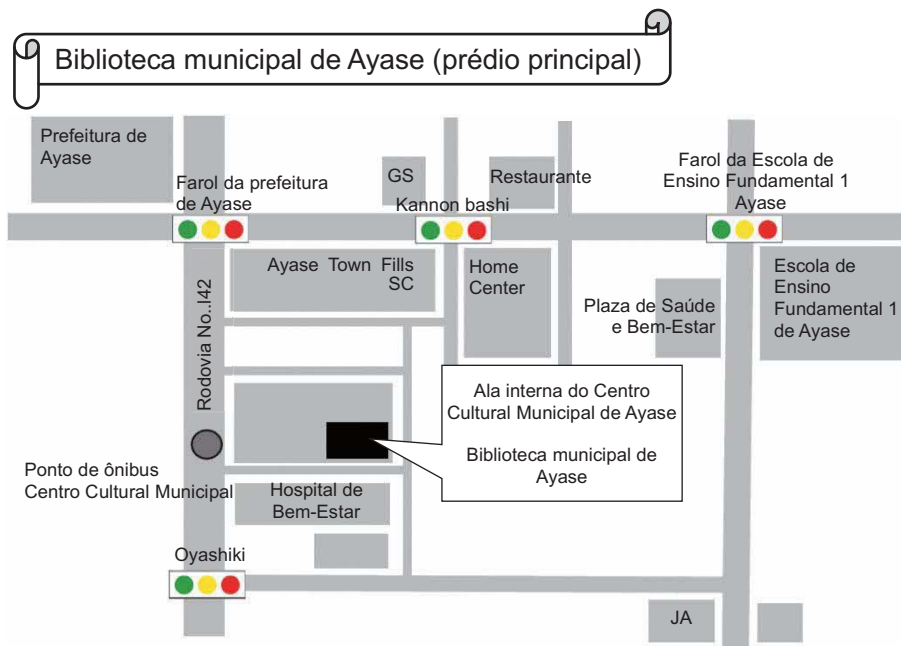 Biblioteca municipal de Ayase (prédio principal)
Prefeitura de
Ayase
Farol da prefeitura
de Ayase
GS
Kannon bashi
Restaurante
Farol da Escola de
Ensino Fundamental 1
Ayase
Ayase Town Fills
SC
Home
Center
Plaza de Saúde
e Bem-Estar
Escola de
Ensino
Fundamental 1
de Ayase
Rodovia No..l42
Ala interna do Centro
Cultural Municipal de Ayase
Biblioteca municipal de
Ayase
Ponto de ônibus
Centro Cultural Municipal
Hospital de
Bem-Estar
Oyashiki
JA